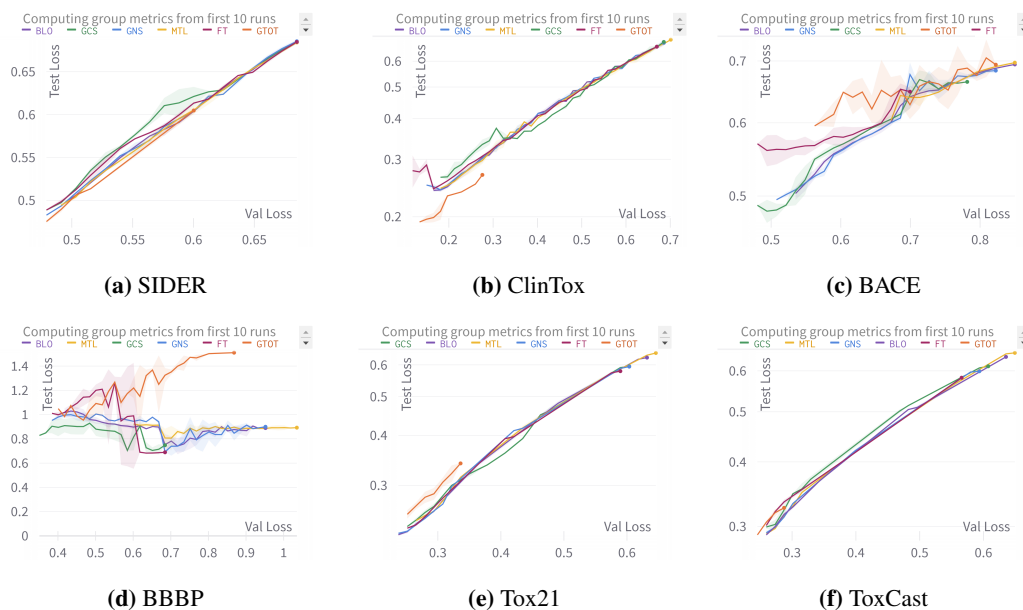 Computing group metrics from first 10 runs
BLO GCS GNS MTL FT GTOT
Test Loss
0.65
0.6
0.55
0.5
Val Loss
0.5 0.55 0.6 0.65
(a) SIDER
Computing group metrics from first 10 runs
BLO GCS GNS MTL FT GTOT
Test Loss
0.6
0.5
0.4
0.3
0.2
Val Loss
0.2 0.3 0.4 0.5 0.6 0.7
(b) ClinTox
Computing group metrics from first 10 runs
BLO GNS GCS MTL FT GTOT
Test Loss
0.7
0.6
0.5
Val Loss
0.5 0.6 0.7 0.8
(c) BACE
Computing group metrics from first 10 runs
BLO MTL GCS GNS FT GTOT
Test Loss
1.4
1.2
1
0.8
0.6
0.4
0.2
0
Val Loss
0.4 0.5 0.6 0.7 0.8 0.9 1
(d) BBBP
Computing group metrics from first 10 runs
GCS BLO MTL GNS FT GTOT
Test Loss
0.6
0.4
0.3
Val Loss
0.3 0.4 0.5 0.6
(e) Tox21
Computing group metrics from first 10 runs
GCS MTL GNS BLO FT GTOT
Test Loss
0.6
0.5
0.4
0.3
Val Loss
0.3 0.4 0.5 0.6
(f) ToxCast